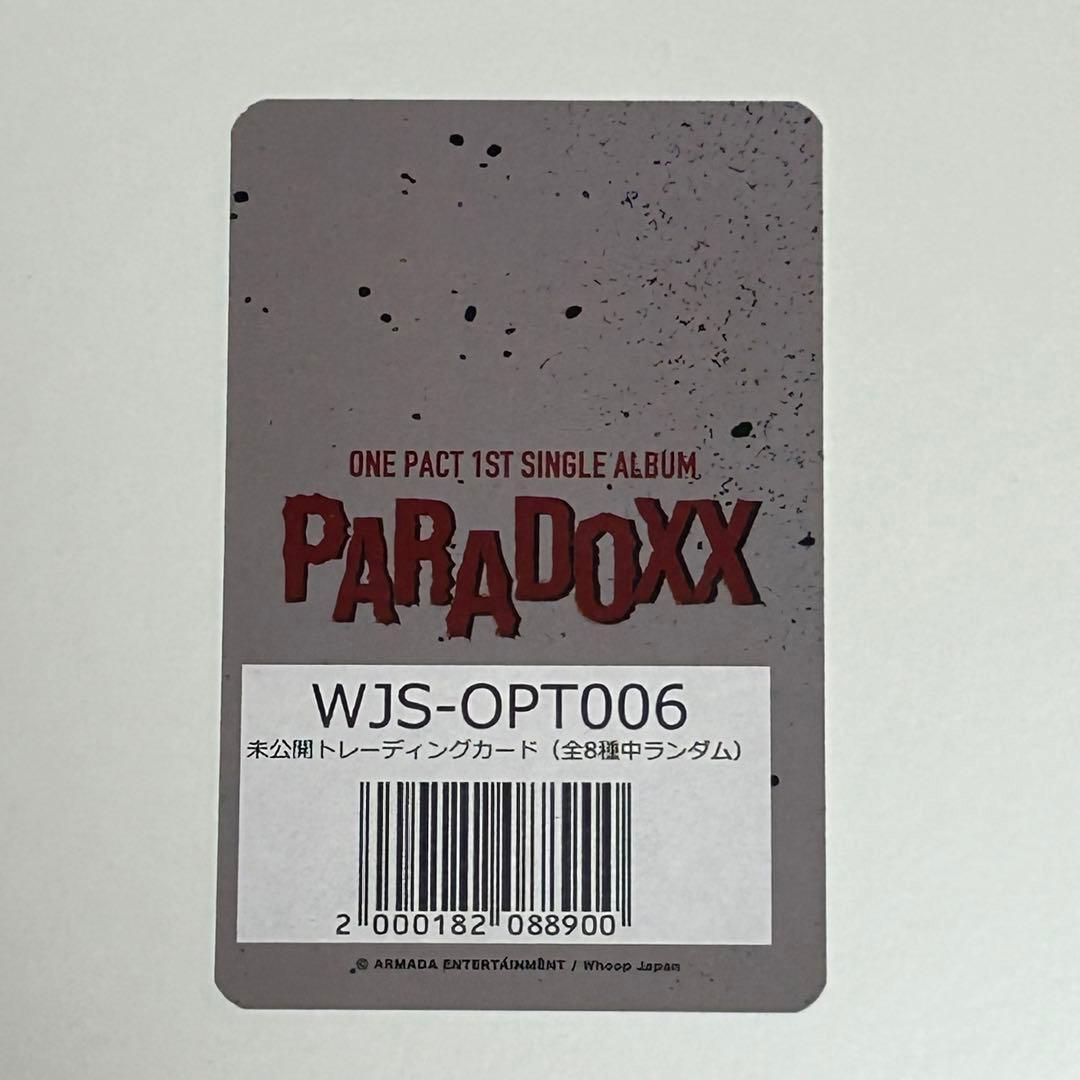 ONE PACT 1ST SINGLE ALBUM
PARADOXX
WJS-OPT006
未公開トレーディングカード（全8種中ランダム）
2 000182 088900
© ARMADA ENTERTAINMENT / Whoop Japan